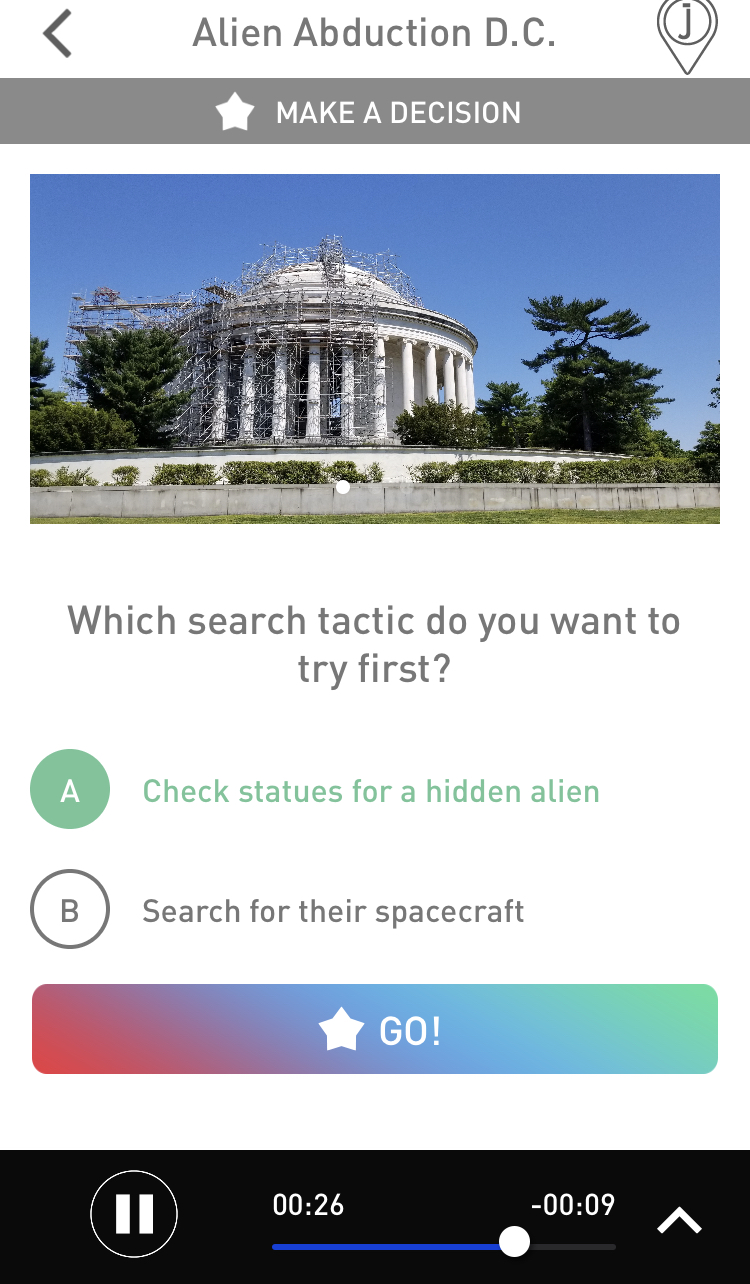 Alien Abduction D.C.
j
MAKE A DECISION
Which search tactic do you want to
try first?
A
Check statues for a hidden alien
B
Search for their spacecraft
GO!
00:26
-00:09